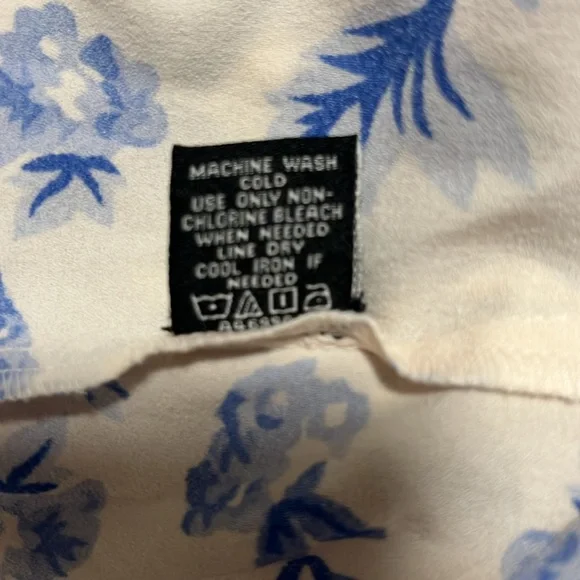 MACHINE WASH
COLD
USE ONLY NON-
CHLORINE BLEACH
WHEN NEEDED
LINE DRY
COOL IRON IF
NEEDED